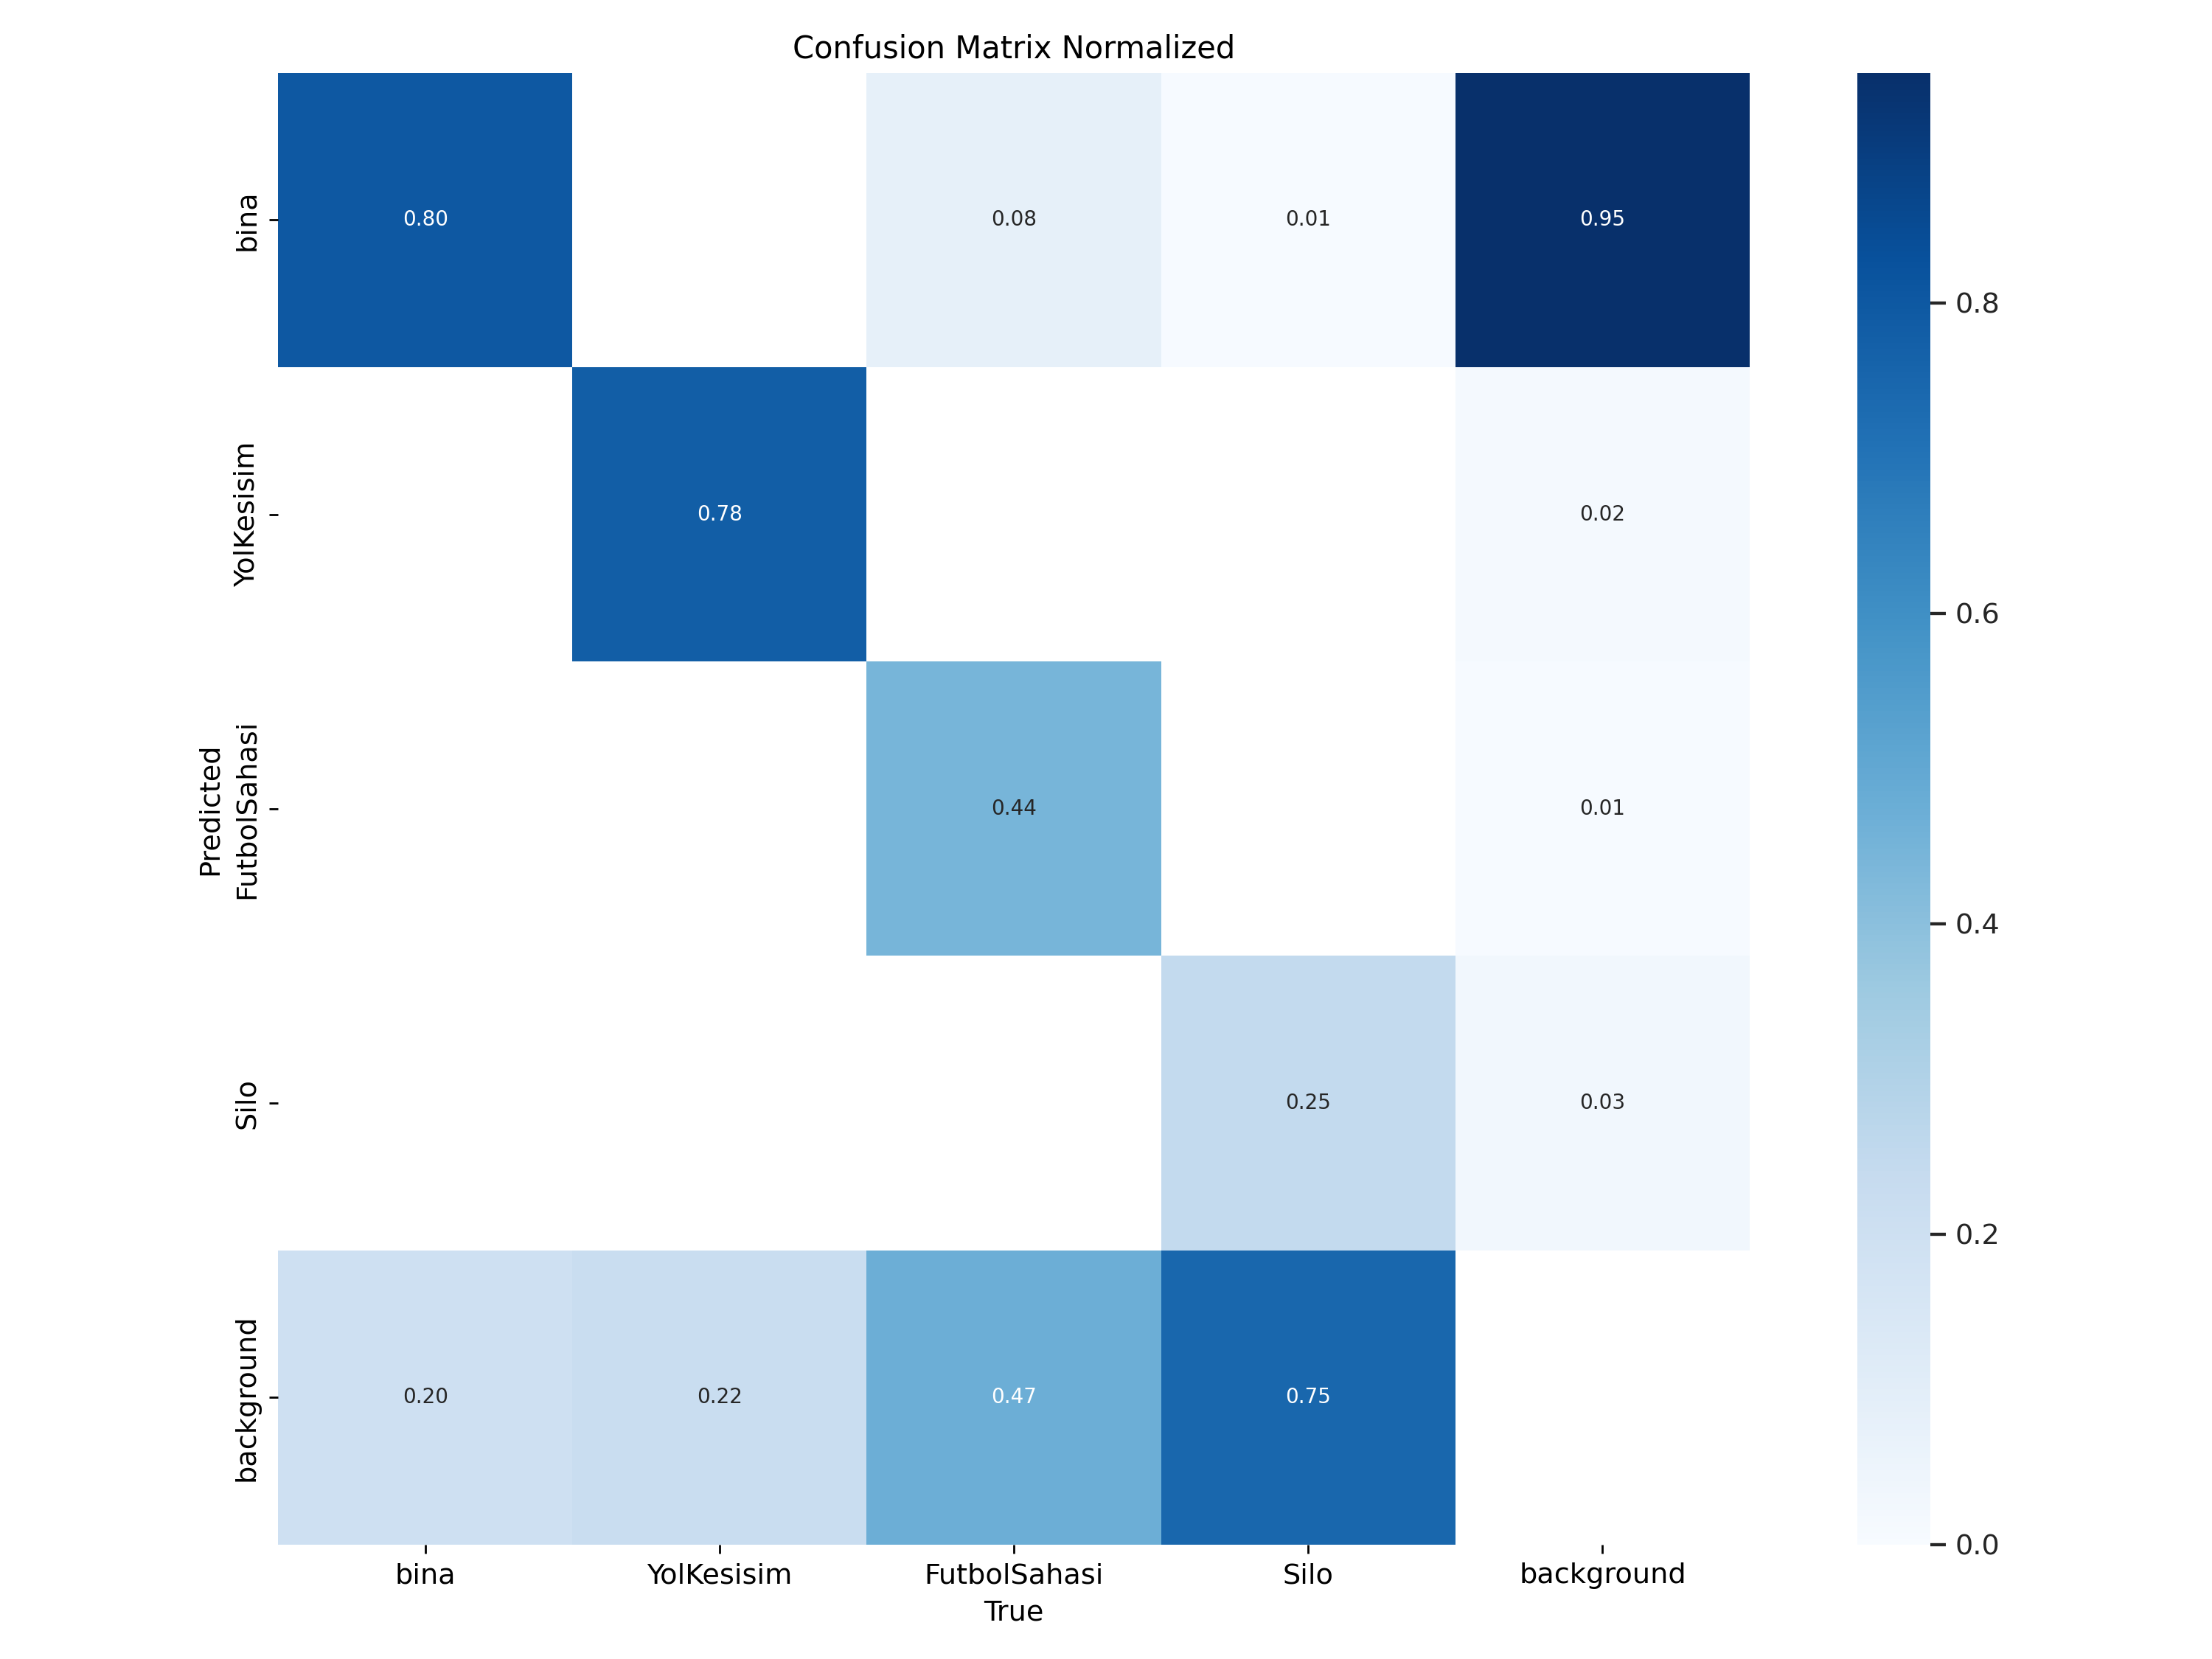 Confusion Matrix Normalized
bina
0.80
0.08
0.01
0.95
YolKesisim
0.78
0.02
Predicted
FutbolSahasi
0.44
0.01
Silo
0.25
0.03
background
0.20
0.22
0.47
0.75
bina
YolKesisim
FutbolSahasi
Silo
background
True
0.8
0.6
0.4
0.2
0.0